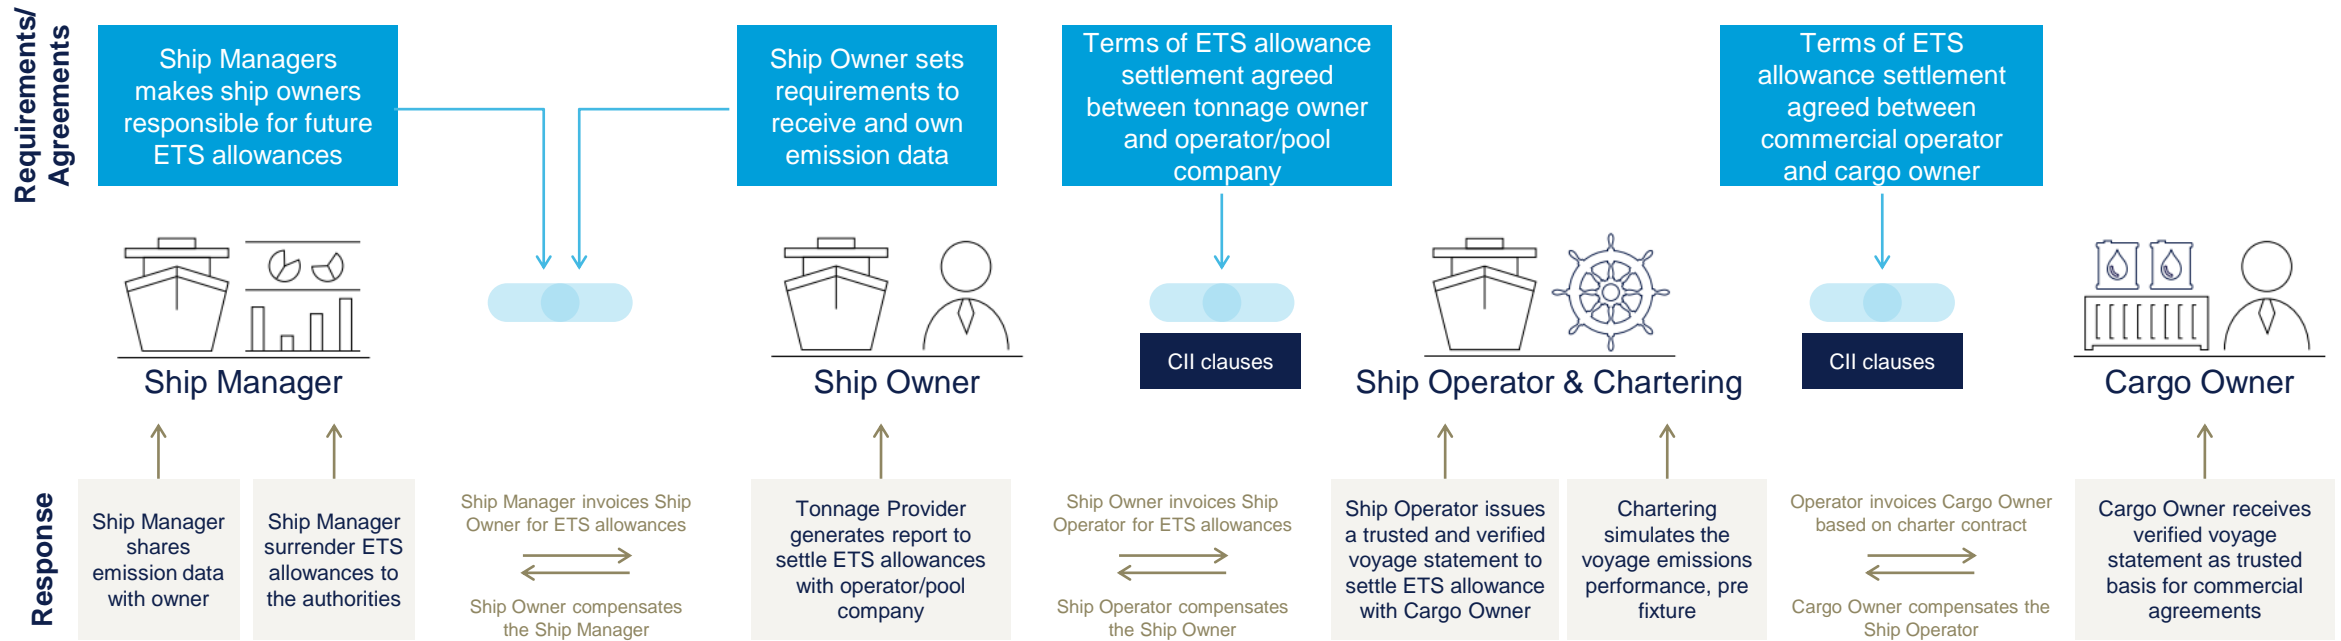 Requirements/
Agreements
Ship Managers
makes ship owners
responsible for future
ETS allowances
Ship Owner sets
requirements to
receive and own
emission data
Terms of ETS allowance
settlement agreed
between tonnage owner
and operator/pool
company
Terms of ETS
allowance settlement
agreed between
commercial operator
and cargo owner
CII clauses
CII clauses
Ship Manager
Ship Owner
Ship Operator & Chartering
Cargo Owner
Response
Ship Manager
shares
emission data
with owner
Ship Manager
surrender ETS
allowances to
the authorities
Ship Manager invoices Ship
Owner for ETS allowances
Ship Owner compensates
the Ship Manager
Tonnage Provider
generates report to
settle ETS allowances
with operator/pool
company
Ship Owner invoices Ship
Operator for ETS allowances
Ship Operator compensates
the Ship Owner
Ship Operator issues
a trusted and verified
voyage statement to
settle ETS allowance
with Cargo Owner
Chartering
simulates the
voyage emissions
performance, pre
fixture
Operator invoices Cargo Owner
based on charter contract
Cargo Owner compensates the
Ship Operator
Cargo Owner receives
verified voyage
statement as trusted
basis for commercial
agreements